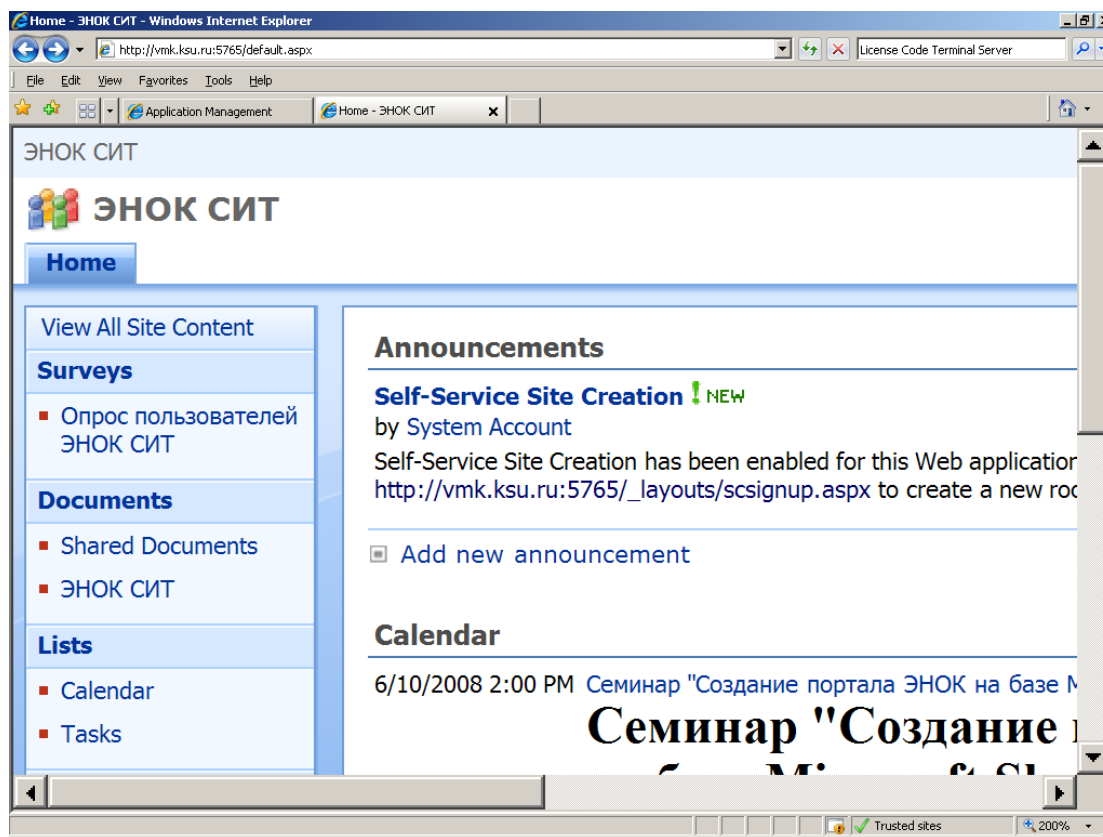 Home - ЭНОК СИТ - Windows Internet Explorer
http://vmk.ksu.ru:5765/default.aspx
License Code Terminal Server
File Edit View Favorites Tools Help
Application Management
Home - ЭНОК СИТ
ЭНОК СИТ
ЭНОК СИТ
Home
View All Site Content
Surveys
Опрос пользователей
ЭНОК СИТ
Documents
Shared Documents
ЭНОК СИТ
Lists
Calendar
Tasks
Announcements
Self-Service Site Creation ! NEW
by System Account
Self-Service Site Creation has been enabled for this Web application
http://vmk.ksu.ru:5765/_layouts/scsignup.aspx to create a new
Add new announcement
Calendar
6/10/2008 2:00 PM Семинар "Создание портала ЭНОК на базе
Семинар "Создание
Trusted sites
200%